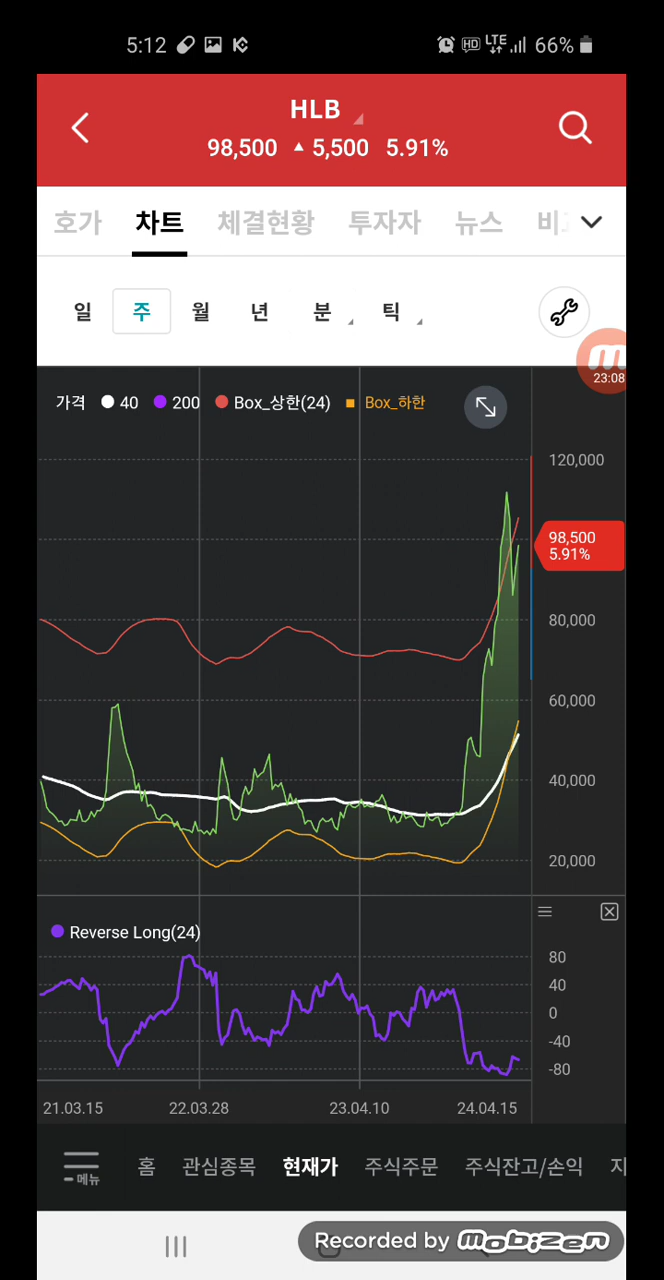 5:12 HD LTE 66%
HLB
98,500 ▲ 5,500 5.91%
호가 차트 체결현황 투자자 뉴스
일 주 월 년 분 틱
23:08
가격 40 200 Box_상한(24) Box_하한
120,000
98,500
5.91%
80,000
60,000
40,000
20,000
Reverse Long(24)
80
40
0
-40
-80
21.03.15 22.03.28 23.04.10 24.04.15
메뉴 홈 관심종목 현재가 주식주문 주식잔고/손익
Recorded by mobizen